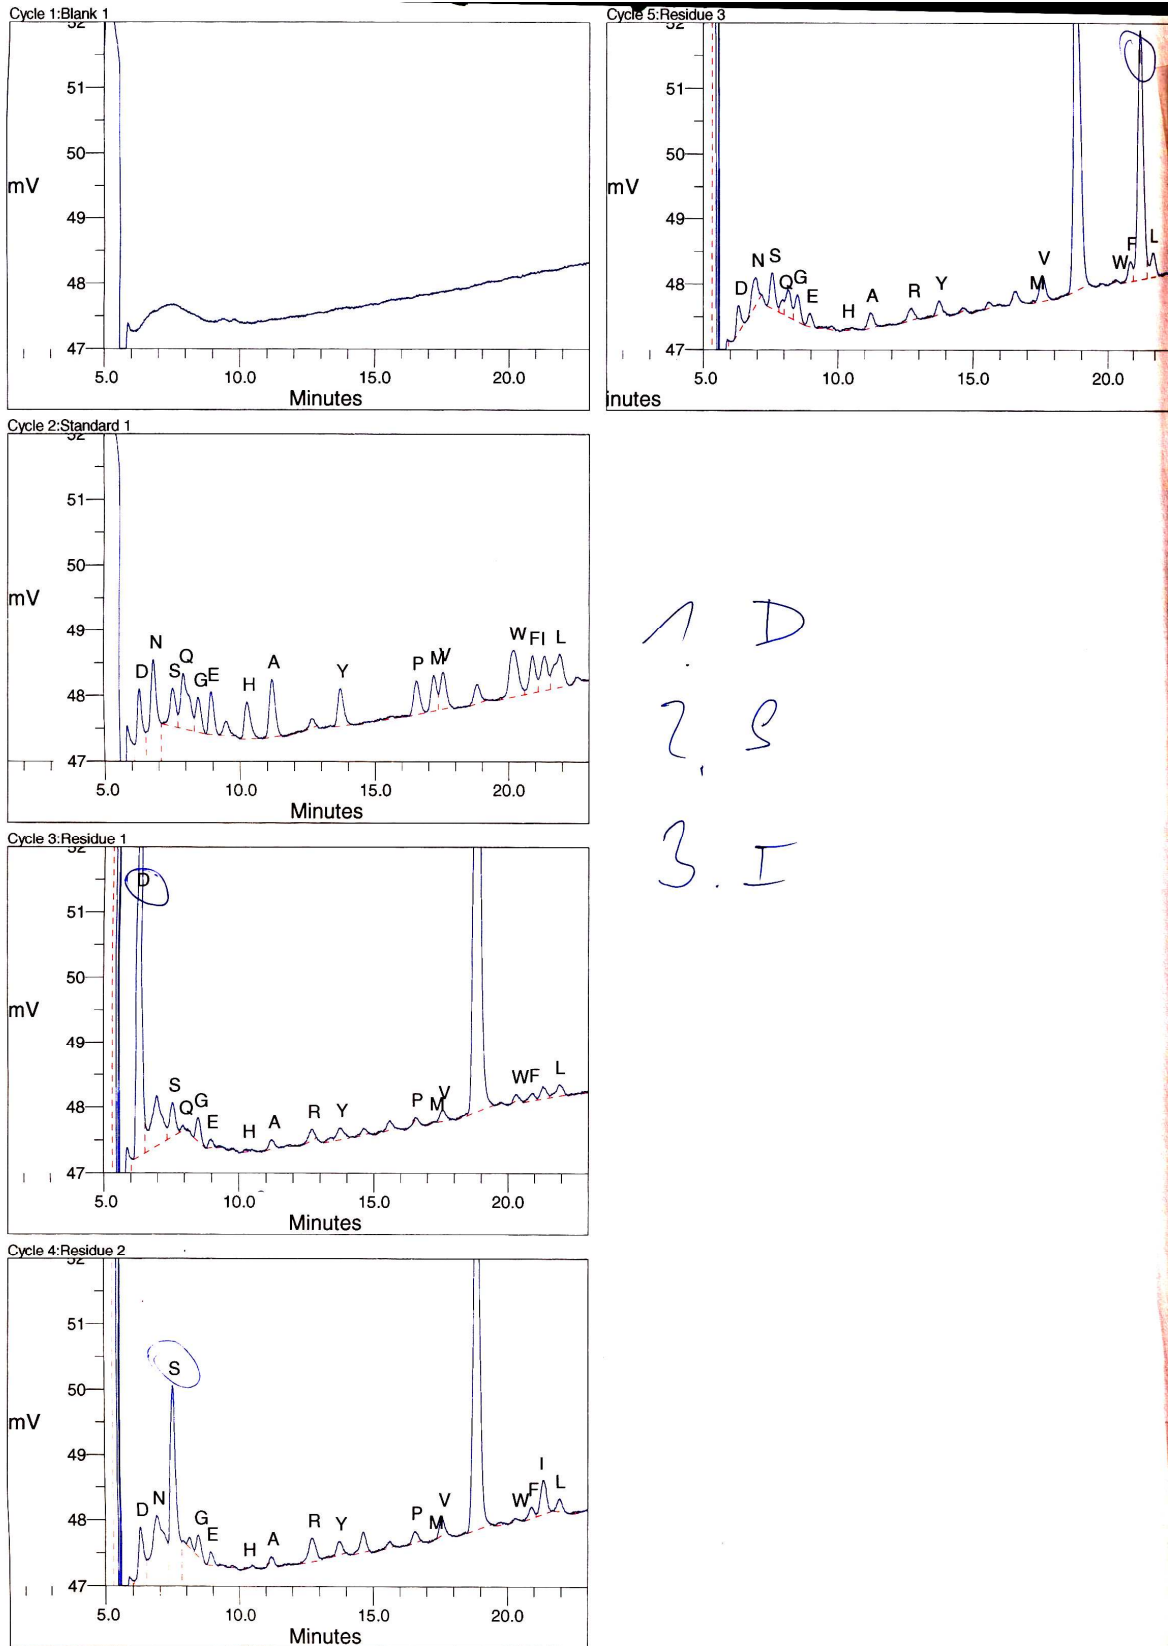 Cycle 1:Blank 1
52
51
50
mV
49
48
47
5.0 10.0 15.0 20.0
Minutes
Cycle 2:Standard 1
52
51
50
mV
49
48
47
D N S Q G E H A Y P M V W F I L
5.0 10.0 15.0 20.0
Minutes
Cycle 3:Residue 1
52
51
50
mV
49
48
47
D S Q G E H A R Y P M V W F L
5.0 10.0 15.0 20.0
Minutes
Cycle 4:Residue 2
52
51
50
mV
49
48
47
D N S G E H A R Y P M V W F I L
5.0 10.0 15.0 20.0
Minutes
Cycle 5:Residue 3
52
51
50
mV
49
48
47
D N S Q G E H A R Y M V W F I L
5.0 10.0 15.0 20.0
inutes
1. D
2. S
3. I